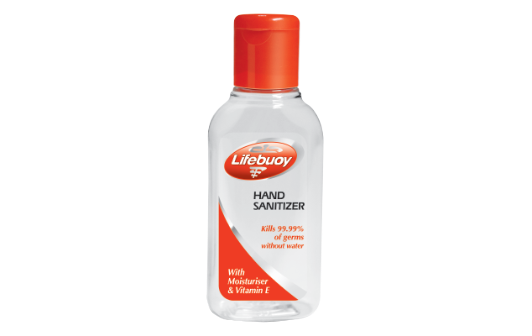 Lifebuoy
HAND
SANITIZER
Kills 99.99%
of germs
without water
With
Moisturiser
& Vitamin E